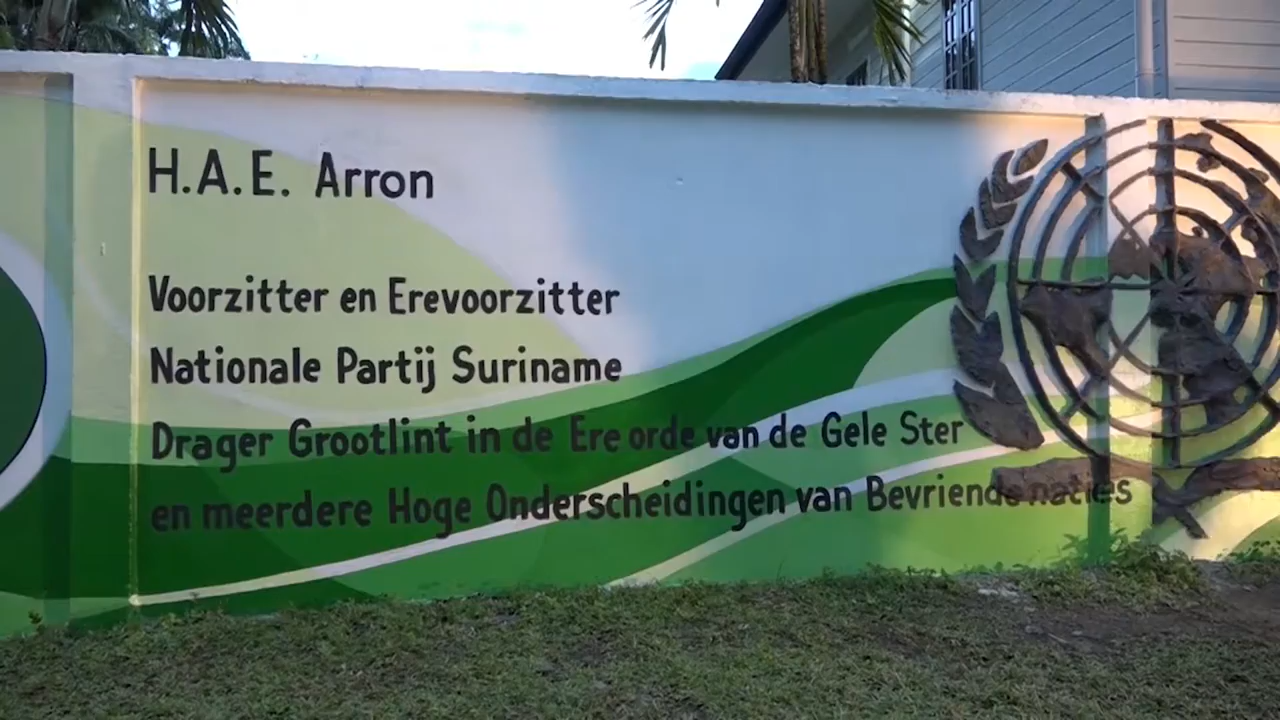 H.A.E. Arron
Voorzitter en Erevoorzitter
Nationale Partij Suriname
Drager Grootlint in de Ere orde van de Gele Ster
en meerdere Hoge Onderscheidingen van Bevriende naties